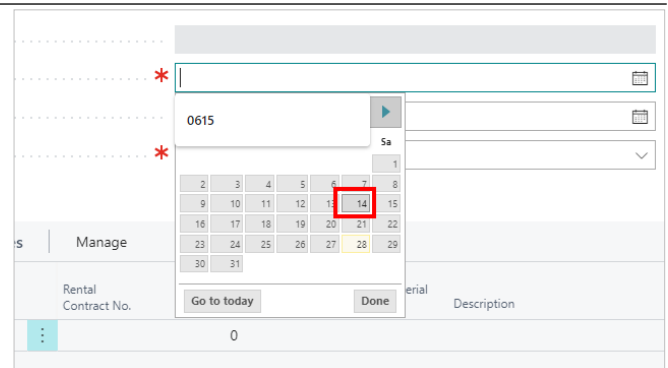 *
0615
Sa
*
1
2 3 4 5 6 7 8
9 10 11 12 13 14 15
16 17 18 19 20 21 22
s Manage
23 24 25 26 27 28 29
30 31
Rental
Contract No.
Go to today Done
erial
Description
0